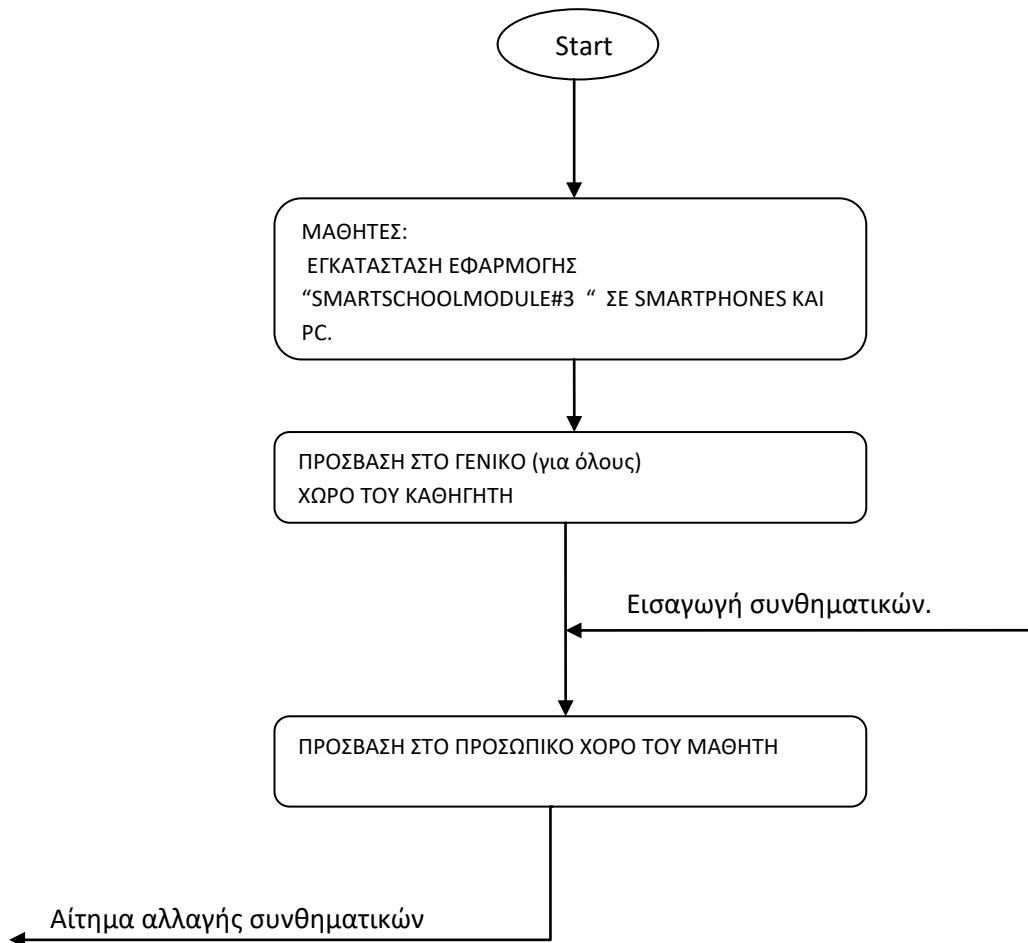 Start
ΜΑΘΗΤΕΣ:
ΕΓΚΑΤΑΣΤΑΣΗ ΕΦΑΡΜΟΓΗΣ
“SMARTSCHOOLMODULE#3 “ ΣΕ SMARTPHONES ΚΑΙ
PC.
ΠΡΟΣΒΑΣΗ ΣΤΟ ΓΕΝΙΚΟ (για όλους)
ΧΩΡΟ ΤΟΥ ΚΑΘΗΓΗΤΗ
Εισαγωγή συνθηματικών.
ΠΡΟΣΒΑΣΗ ΣΤΟ ΠΡΟΣΩΠΙΚΟ ΧΟΡΟ ΤΟΥ ΜΑΘΗΤΗ
Αίτημα αλλαγής συνθηματικών